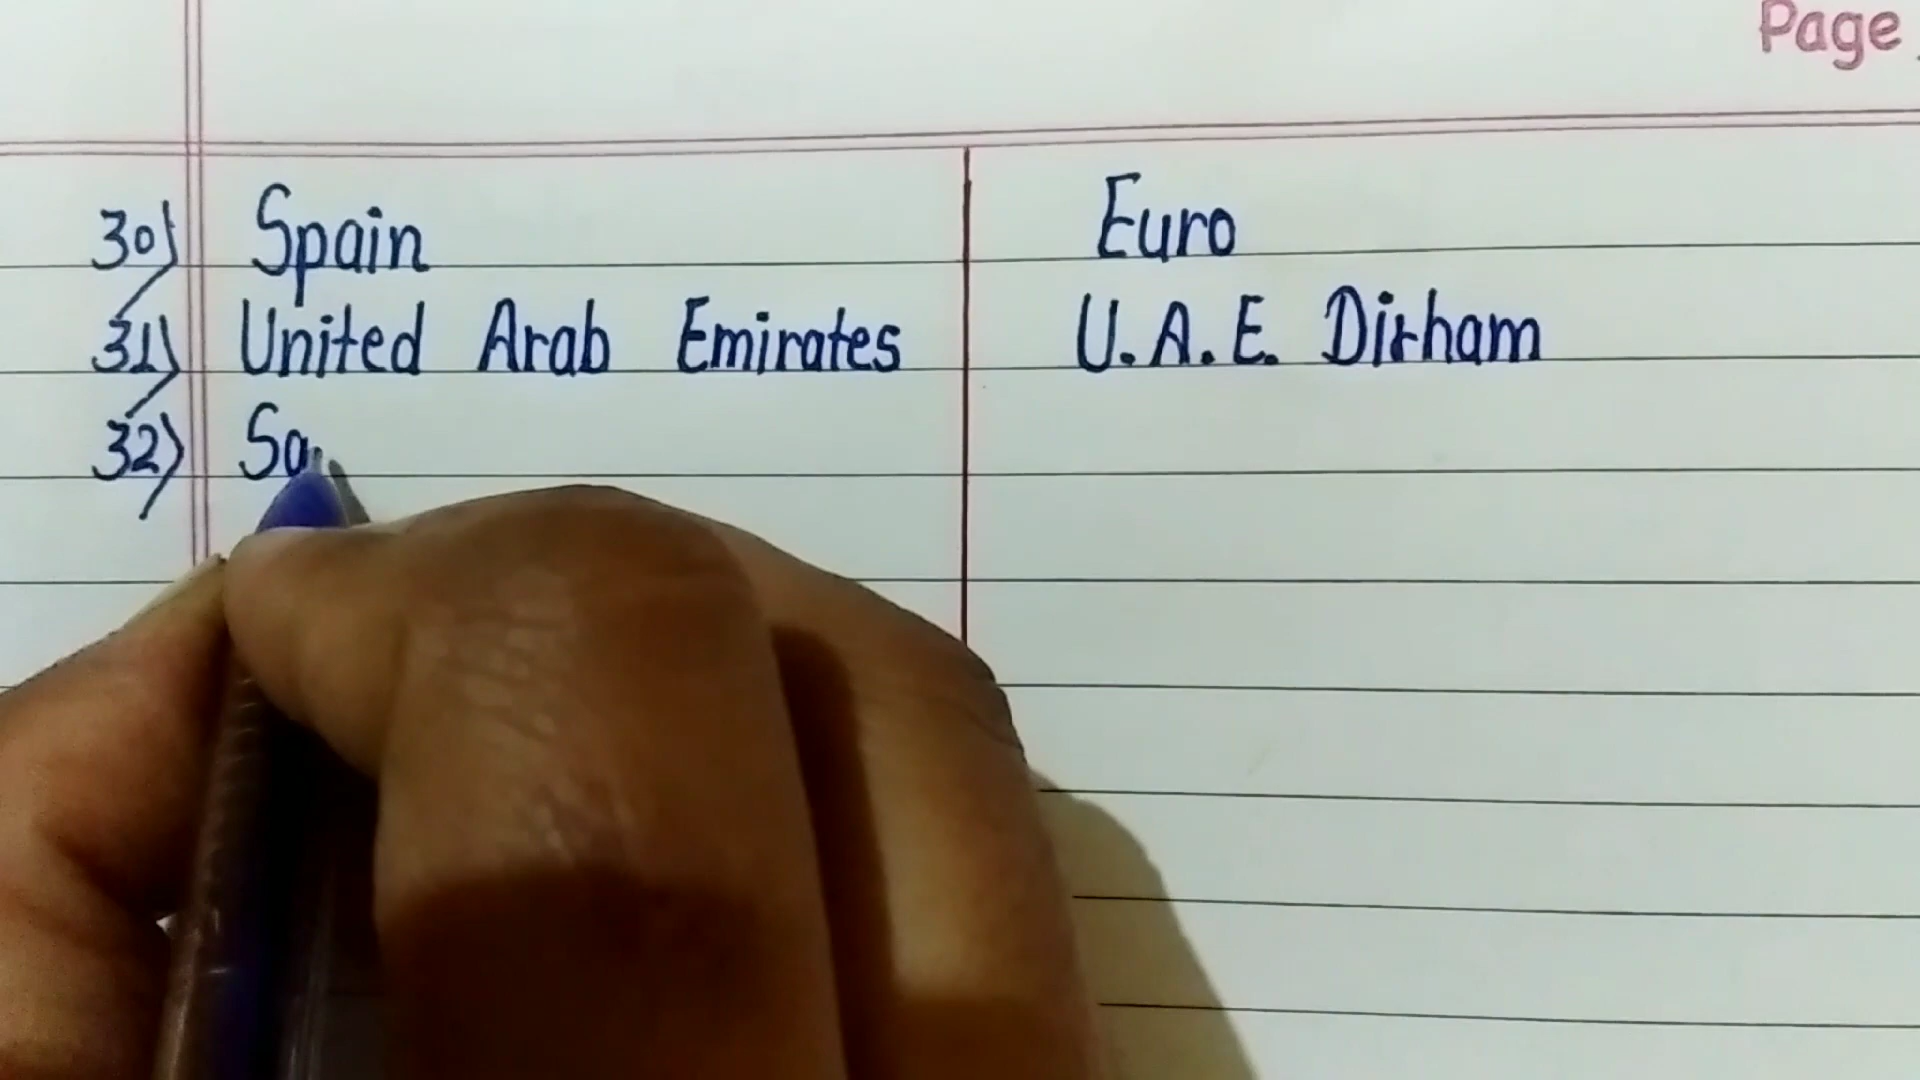 Page
30) Spain Euro
31) United Arab Emirates U.A.E. Dirham
32) Sa